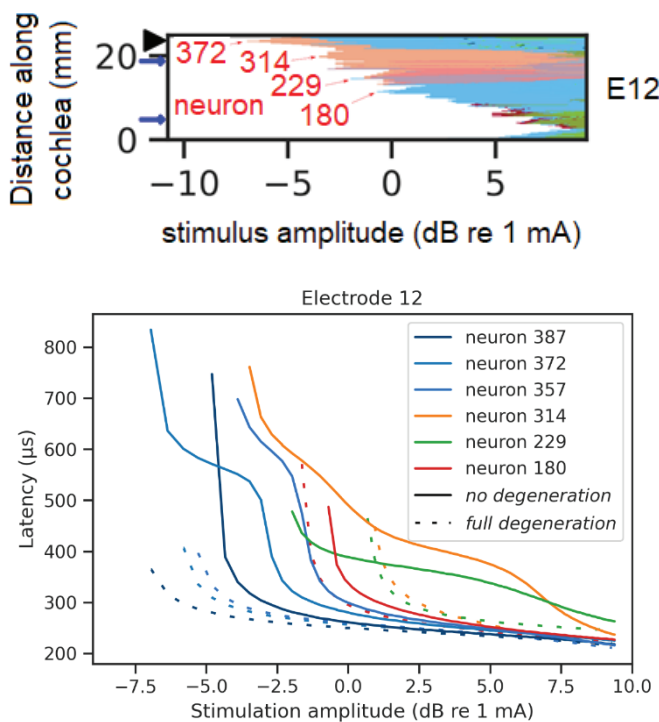 Distance along
cochlea (mm)
20
0
372
314
229
neuron
180
E12
−10
−5
0
5
stimulus amplitude (dB re 1 mA)
Electrode 12
800
700
600
500
400
300
200
Latency (µs)
neuron 387
neuron 372
neuron 357
neuron 314
neuron 229
neuron 180
no degeneration
full degeneration
−7.5
−5.0
−2.5
0.0
2.5
5.0
7.5
10.0
Stimulation amplitude (dB re 1 mA)